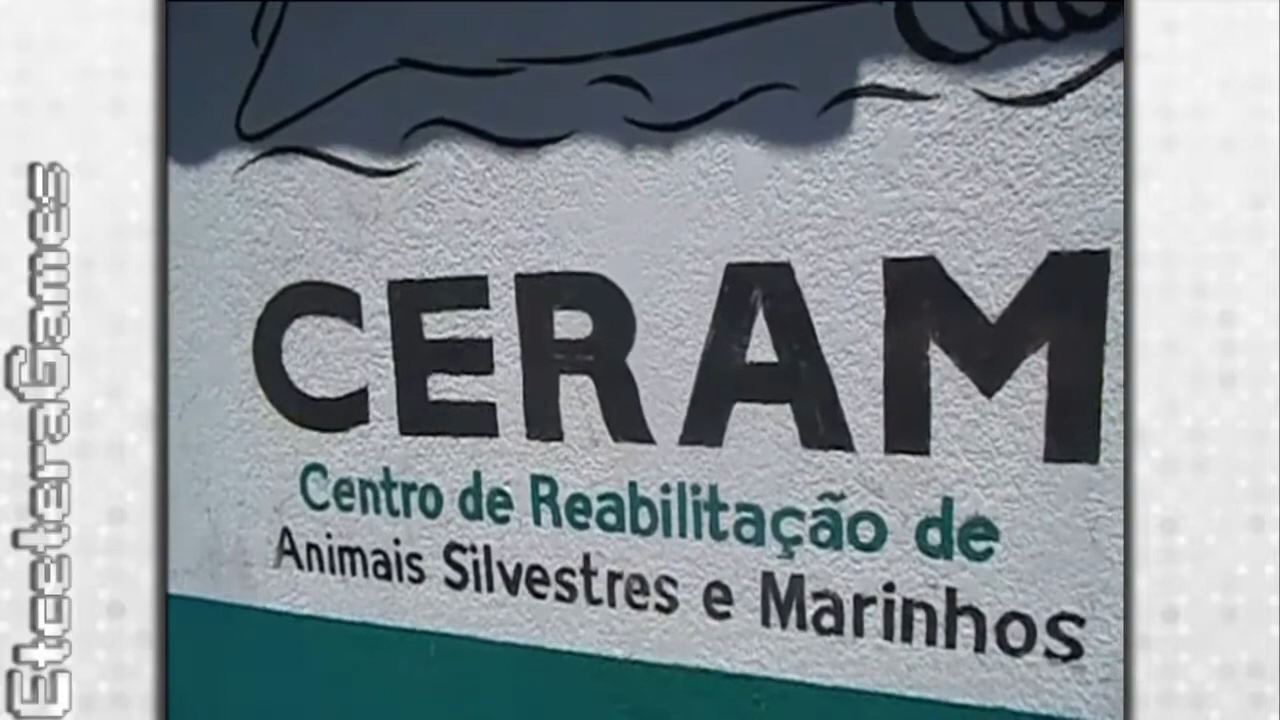 EtceteraGames
CERAM
Centro de Reabilitação de
Animais Silvestres e Marinhos